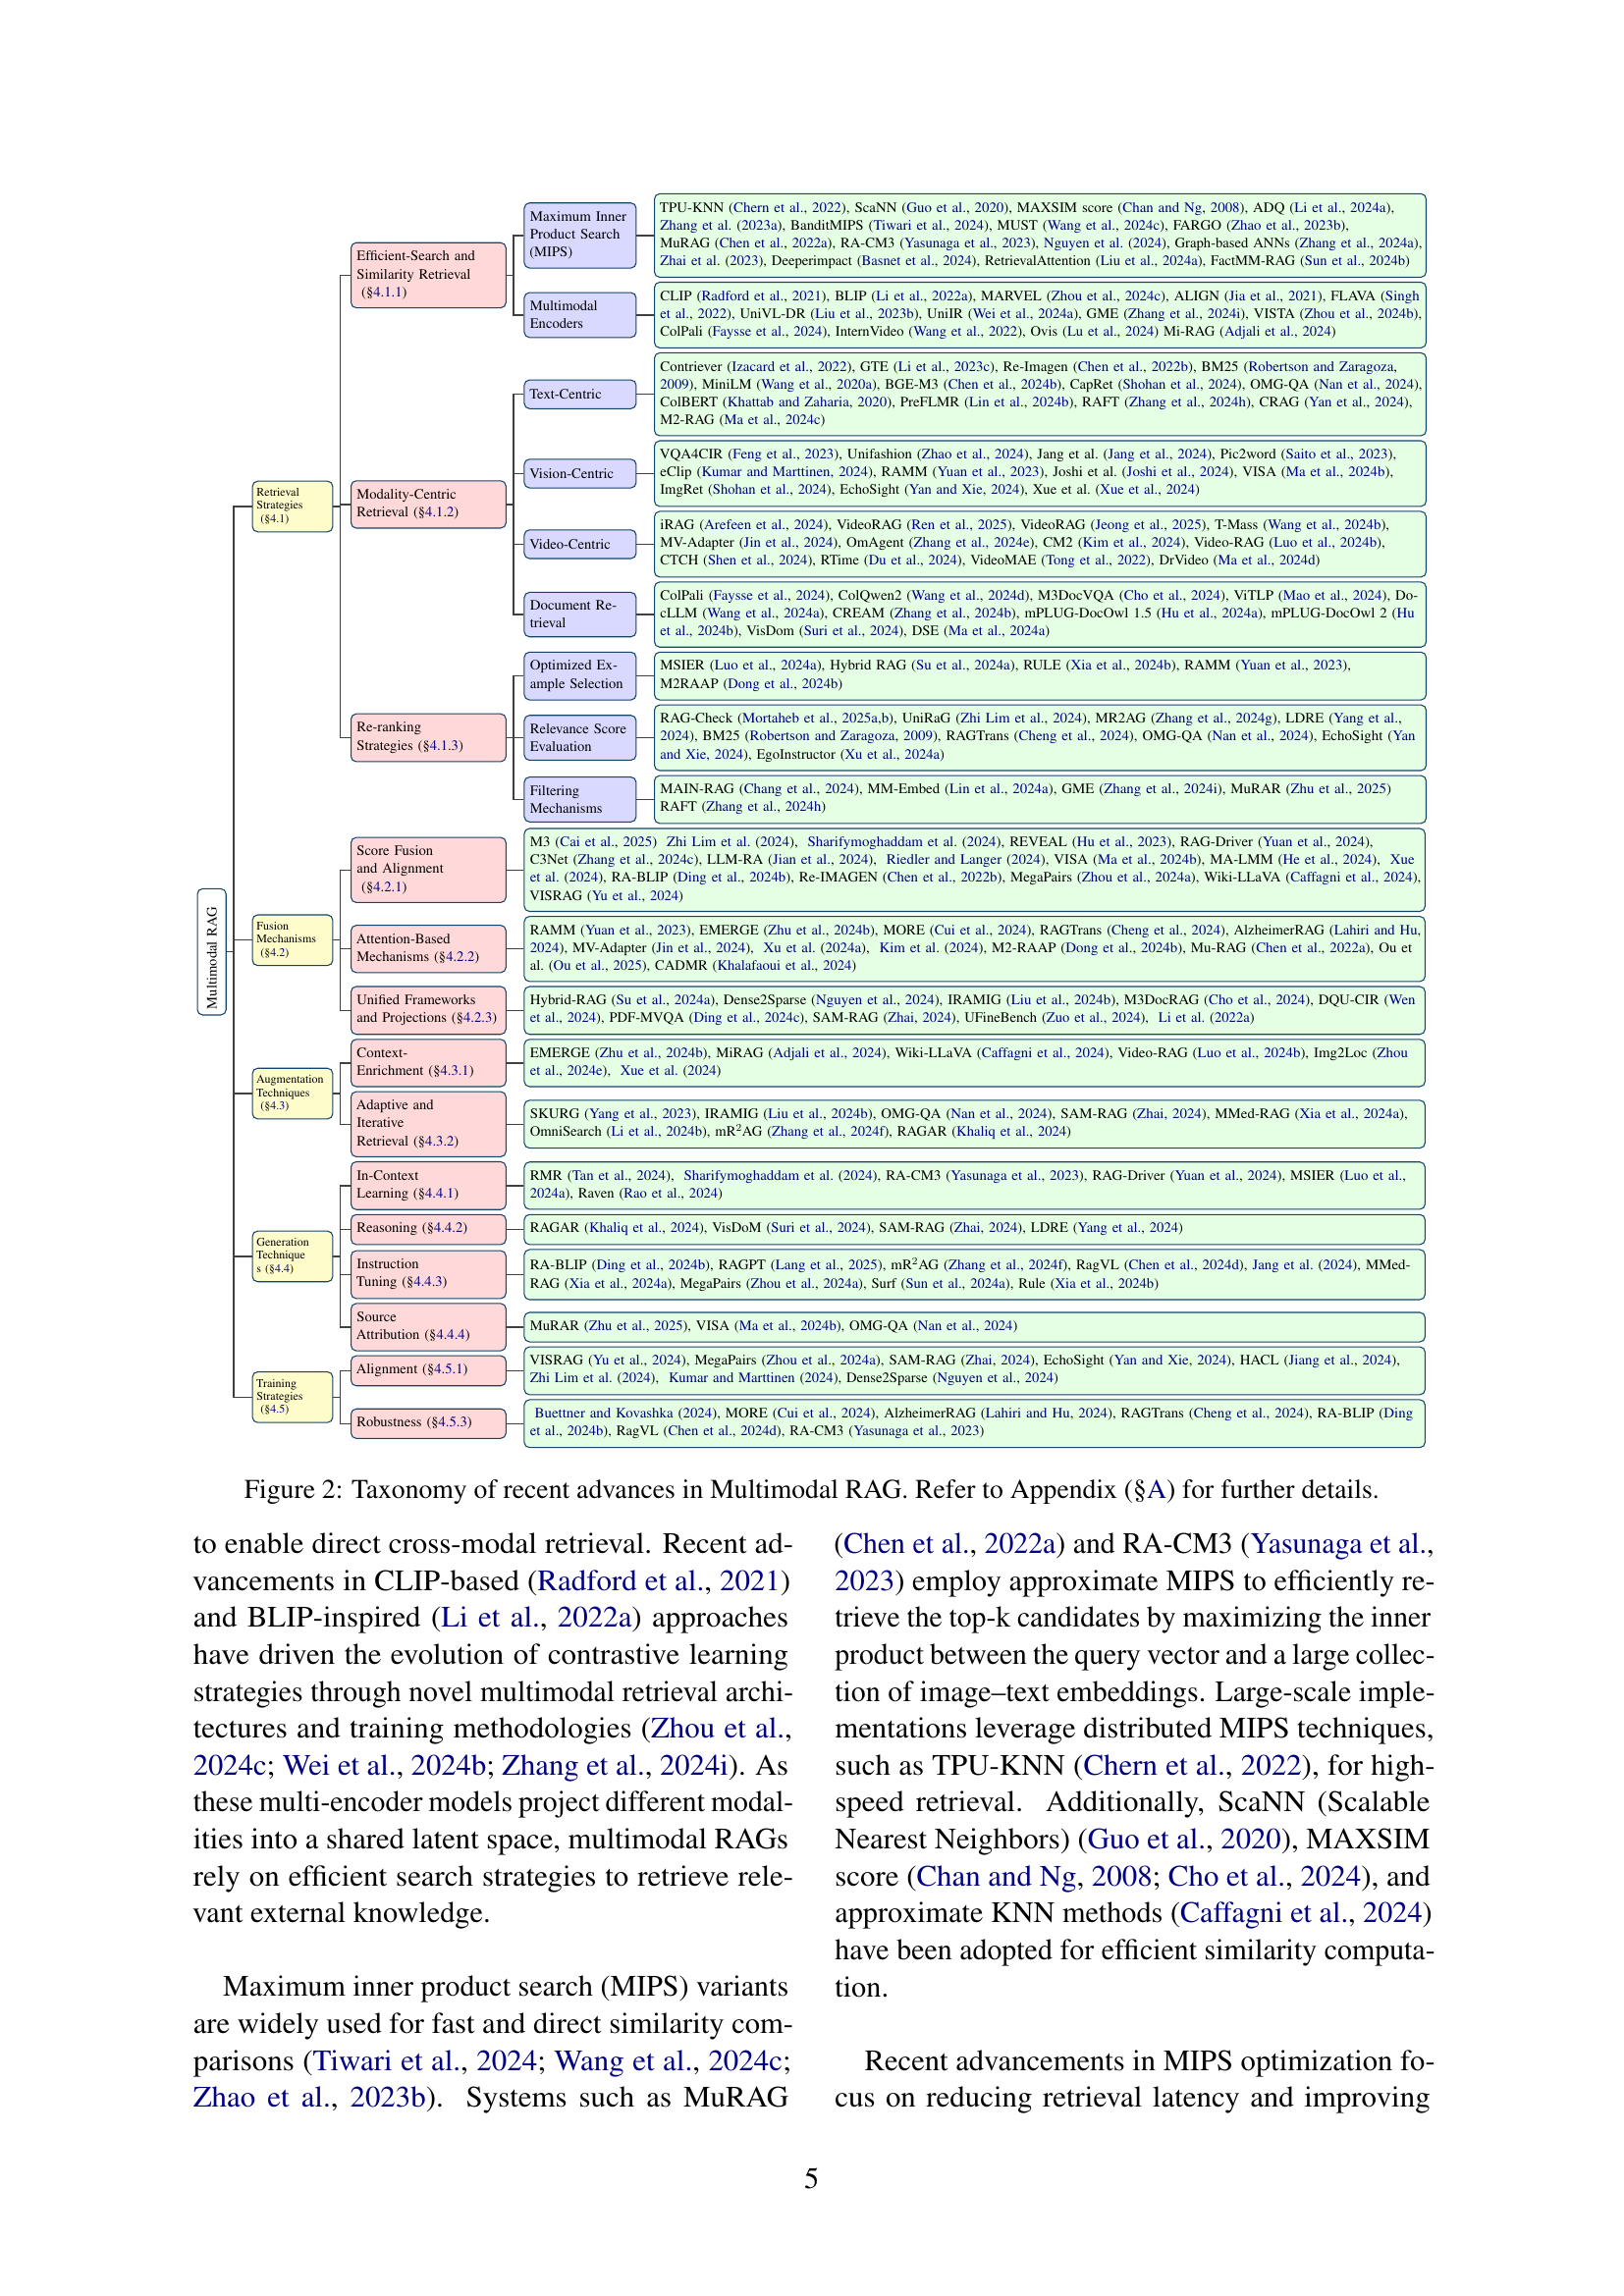 Multimodal RAG
Retrieval
Strategies
(§4.1)
Efficient-Search and
Similarity Retrieval
(§4.1.1)
Maximum Inner
Product Search
(MIPS)
TPU-KNN (Chern et al., 2022), ScaNN (Guo et al., 2020), MAXSIM score (Chan and Ng, 2008), ADQ (Li et al., 2024a),
Zhang et al. (2023a), BanditMIPS (Tiwari et al., 2024), MUST (Wang et al., 2024c), FARGO (Zhao et al., 2023b),
MuRAG (Chen et al., 2022a), RA-CM3 (Yasunaga et al., 2023), Nguyen et al. (2024), Graph-based ANNs (Zhang et al., 2024a),
Zhai et al. (2023), Deeperimpact (Basnet et al., 2024), RetrievalAttention (Liu et al., 2024a), FactMM-RAG (Sun et al., 2024b)
Multimodal
Encoders
CLIP (Radford et al., 2021), BLIP (Li et al., 2022a), MARVEL (Zhou et al., 2024c), ALIGN (Jia et al., 2021), FLAVA (Singh
et al., 2022), UniVL-DR (Liu et al., 2023b), UniIR (Wei et al., 2024a), GME (Zhang et al., 2024i), VISTA (Zhou et al., 2024b),
ColPali (Faysse et al., 2024), InternVideo (Wang et al., 2022), Ovis (Lu et al., 2024) Mi-RAG (Adjali et al., 2024)
Modality-Centric
Retrieval (§4.1.2)
Text-Centric
Contriever (Izacard et al., 2022), GTE (Li et al., 2023c), Re-Imagen (Chen et al., 2022b), BM25 (Robertson and Zaragoza,
2009), MiniLM (Wang et al., 2020a), BGE-M3 (Chen et al., 2024b), CapRet (Shohan et al., 2024), OMG-QA (Nan et al., 2024),
ColBERT (Khattab and Zaharia, 2020), PreFLMR (Lin et al., 2024b), RAFT (Zhang et al., 2024h), CRAG (Yan et al., 2024),
M2-RAG (Ma et al., 2024c)
Vision-Centric
VQA4CIR (Feng et al., 2023), Unifashion (Zhao et al., 2024), Jang et al. (Jang et al., 2024), Pic2word (Saito et al., 2023),
eClip (Kumar and Marttinen, 2024), RAMM (Yuan et al., 2023), Joshi et al. (Joshi et al., 2024), VISA (Ma et al., 2024b),
ImgRet (Shohan et al., 2024), EchoSight (Yan and Xie, 2024), Xue et al. (Xue et al., 2024)
Video-Centric
iRAG (Arefeen et al., 2024), VideoRAG (Ren et al., 2025), VideoRAG (Jeong et al., 2025), T-Mass (Wang et al., 2024b),
MV-Adapter (Jin et al., 2024), OmAgent (Zhang et al., 2024e), CM2 (Kim et al., 2024), Video-RAG (Luo et al., 2024b),
CTCH (Shen et al., 2024), RTime (Du et al., 2024), VideoMAE (Tong et al., 2022), DrVideo (Ma et al., 2024d)
Document Re-
trieval
ColPali (Faysse et al., 2024), ColQwen2 (Wang et al., 2024d), M3DocVQA (Cho et al., 2024), ViTLP (Mao et al., 2024), Do-
cLLM (Wang et al., 2024a), CREAM (Zhang et al., 2024b), mPLUG-DocOwl 1.5 (Hu et al., 2024a), mPLUG-DocOwl 2 (Hu
et al., 2024b), VisDom (Suri et al., 2024), DSE (Ma et al., 2024a)
Re-ranking
Strategies (§4.1.3)
Optimized Ex-
ample Selection
MSIER (Luo et al., 2024a), Hybrid RAG (Su et al., 2024a), RULE (Xia et al., 2024b), RAMM (Yuan et al., 2023),
M2RAAP (Dong et al., 2024b)
Relevance Score
Evaluation
RAG-Check (Mortaheb et al., 2025a,b), UniRaG (Zhi Lim et al., 2024), MR2AG (Zhang et al., 2024g), LDRE (Yang et al.,
2024), BM25 (Robertson and Zaragoza, 2009), RAGTrans (Cheng et al., 2024), OMG-QA (Nan et al., 2024), EchoSight (Yan
and Xie, 2024), EgoInstructor (Xu et al., 2024a)
Filtering
Mechanisms
MAIN-RAG (Chang et al., 2024), MM-Embed (Lin et al., 2024a), GME (Zhang et al., 2024i), MuRAR (Zhu et al., 2025)
RAFT (Zhang et al., 2024h)
Fusion
Mechanisms
(§4.2)
Score Fusion
and Alignment
(§4.2.1)
M3 (Cai et al., 2025) Zhi Lim et al. (2024), Sharifymoghaddam et al. (2024), REVEAL (Hu et al., 2023), RAG-Driver (Yuan et al., 2024),
C3Net (Zhang et al., 2024c), LLM-RA (Jian et al., 2024), Riedler and Langer (2024), VISA (Ma et al., 2024b), MA-LMM (He et al., 2024), Xue
et al. (2024), RA-BLIP (Ding et al., 2024b), Re-IMAGEN (Chen et al., 2022b), MegaPairs (Zhou et al., 2024a), Wiki-LLaVA (Caffagni et al., 2024),
VISRAG (Yu et al., 2024)
Attention-Based
Mechanisms (§4.2.2)
RAMM (Yuan et al., 2023), EMERGE (Zhu et al., 2024b), MORE (Cui et al., 2024), RAGTrans (Cheng et al., 2024), AlzheimerRAG (Lahiri and Hu,
2024), MV-Adapter (Jin et al., 2024), Xu et al. (2024a), Kim et al. (2024), M2-RAAP (Dong et al., 2024b), Mu-RAG (Chen et al., 2022a), Ou et
al. (Ou et al., 2025), CADMR (Khalafaoui et al., 2024)
Unified Frameworks
and Projections (§4.2.3)
Hybrid-RAG (Su et al., 2024a), Dense2Sparse (Nguyen et al., 2024), IRAMIG (Liu et al., 2024b), M3DocRAG (Cho et al., 2024), DQU-CIR (Wen
et al., 2024), PDF-MVQA (Ding et al., 2024c), SAM-RAG (Zhai, 2024), UFineBench (Zuo et al., 2024), Li et al. (2022a)
Augmentation
Techniques
(§4.3)
Context-
Enrichment (§4.3.1)
EMERGE (Zhu et al., 2024b), MiRAG (Adjali et al., 2024), Wiki-LLaVA (Caffagni et al., 2024), Video-RAG (Luo et al., 2024b), Img2Loc (Zhou
et al., 2024e), Xue et al. (2024)
Adaptive and
Iterative
Retrieval (§4.3.2)
SKURG (Yang et al., 2023), IRAMIG (Liu et al., 2024b), OMG-QA (Nan et al., 2024), SAM-RAG (Zhai, 2024), MMed-RAG (Xia et al., 2024a),
OmniSearch (Li et al., 2024b), mR²AG (Zhang et al., 2024f), RAGAR (Khaliq et al., 2024)
Generation
Technique
s (§4.4)
In-Context
Learning (§4.4.1)
RMR (Tan et al., 2024), Sharifymoghaddam et al. (2024), RA-CM3 (Yasunaga et al., 2023), RAG-Driver (Yuan et al., 2024), MSIER (Luo et al.,
2024a), Raven (Rao et al., 2024)
Reasoning (§4.4.2)
RAGAR (Khaliq et al., 2024), VisDoM (Suri et al., 2024), SAM-RAG (Zhai, 2024), LDRE (Yang et al., 2024)
Instruction
Tuning (§4.4.3)
RA-BLIP (Ding et al., 2024b), RAGPT (Lang et al., 2025), mR²AG (Zhang et al., 2024f), RagVL (Chen et al., 2024d), Jang et al. (2024), MMed-
RAG (Xia et al., 2024a), MegaPairs (Zhou et al., 2024a), Surf (Sun et al., 2024a), Rule (Xia et al., 2024b)
Source
Attribution (§4.4.4)
MuRAR (Zhu et al., 2025), VISA (Ma et al., 2024b), OMG-QA (Nan et al., 2024)
Training
Strategies
(§4.5)
Alignment (§4.5.1)
VISRAG (Yu et al., 2024), MegaPairs (Zhou et al., 2024a), SAM-RAG (Zhai, 2024), EchoSight (Yan and Xie, 2024), HACL (Jiang et al., 2024),
Zhi Lim et al. (2024), Kumar and Marttinen (2024), Dense2Sparse (Nguyen et al., 2024)
Robustness (§4.5.3)
Buettner and Kovashka (2024), MORE (Cui et al., 2024), AlzheimerRAG (Lahiri and Hu, 2024), RAGTrans (Cheng et al., 2024), RA-BLIP (Ding
et al., 2024b), RagVL (Chen et al., 2024d), RA-CM3 (Yasunaga et al., 2023)
Figure 2: Taxonomy of recent advances in Multimodal RAG. Refer to Appendix (§A) for further details.
to enable direct cross-modal retrieval. Recent ad-
vancements in CLIP-based (Radford et al., 2021)
and BLIP-inspired (Li et al., 2022a) approaches
have driven the evolution of contrastive learning
strategies through novel multimodal retrieval archi-
tectures and training methodologies (Zhou et al.,
2024c; Wei et al., 2024b; Zhang et al., 2024i). As
these multi-encoder models project different modal-
ities into a shared latent space, multimodal RAGs
rely on efficient search strategies to retrieve rele-
vant external knowledge.
Maximum inner product search (MIPS) variants
are widely used for fast and direct similarity com-
parisons (Tiwari et al., 2024; Wang et al., 2024c;
Zhao et al., 2023b). Systems such as MuRAG
(Chen et al., 2022a) and RA-CM3 (Yasunaga et al.,
2023) employ approximate MIPS to efficiently re-
trieve the top-k candidates by maximizing the inner
product between the query vector and a large collec-
tion of image–text embeddings. Large-scale imple-
mentations leverage distributed MIPS techniques,
such as TPU-KNN (Chern et al., 2022), for high-
speed retrieval. Additionally, ScaNN (Scalable
Nearest Neighbors) (Guo et al., 2020), MAXSIM
score (Chan and Ng, 2008; Cho et al., 2024), and
approximate KNN methods (Caffagni et al., 2024)
have been adopted for efficient similarity computa-
tion.
Recent advancements in MIPS optimization fo-
cus on reducing retrieval latency and improving
5